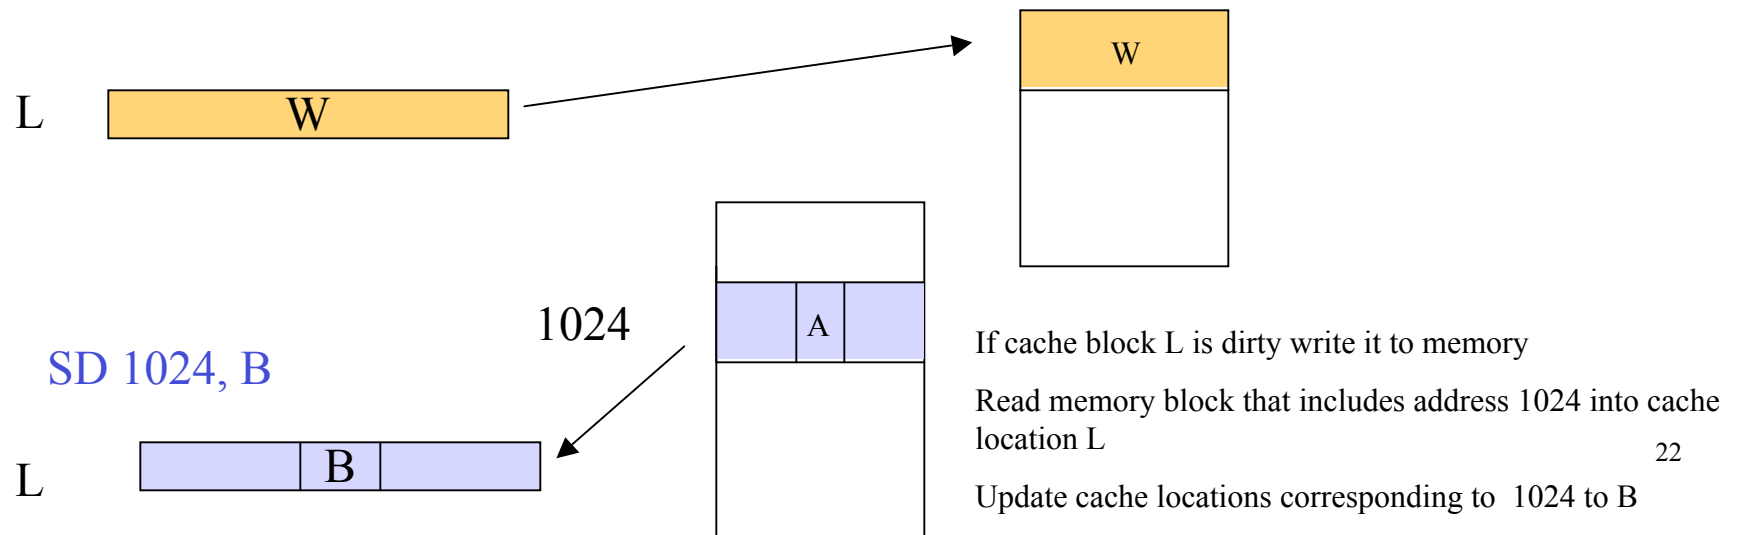 W
L
W
1024
A
SD 1024, B
If cache block L is dirty write it to memory
Read memory block that includes address 1024 into cache
location L
22
L
B
Update cache locations corresponding to 1024 to B